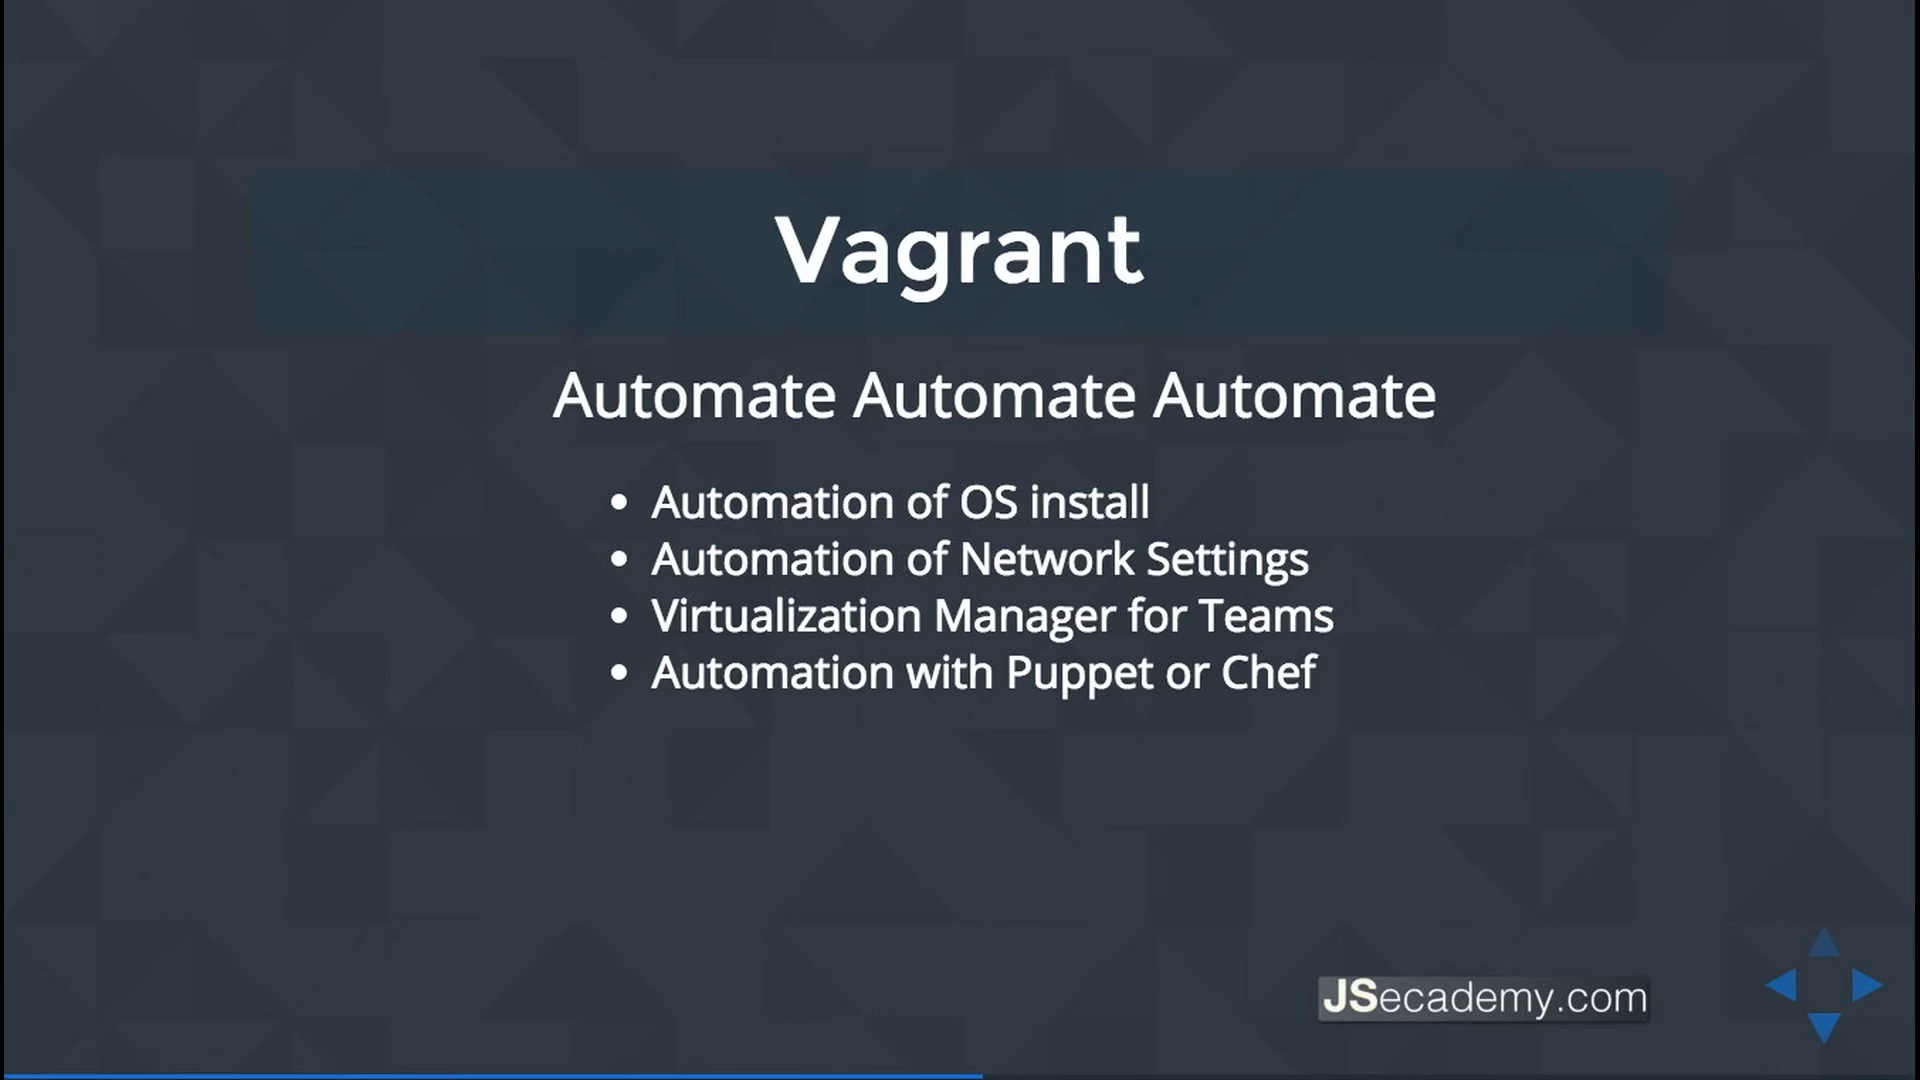 Vagrant
Automate Automate Automate
• Automation of OS install
• Automation of Network Settings
• Virtualization Manager for Teams
• Automation with Puppet or Chef
JSecademy.com